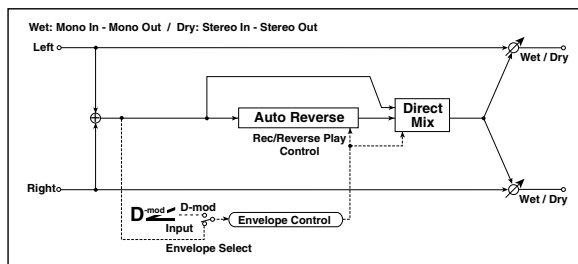 Wet: Mono In - Mono Out / Dry: Stereo In - Stereo Out
Left
Wet / Dry
Auto Reverse
Direct
Mix
Rec/Reverse Play
Control
Right
Wet / Dry
D-mod
D-mod
Input
Envelope Control
Envelope Select